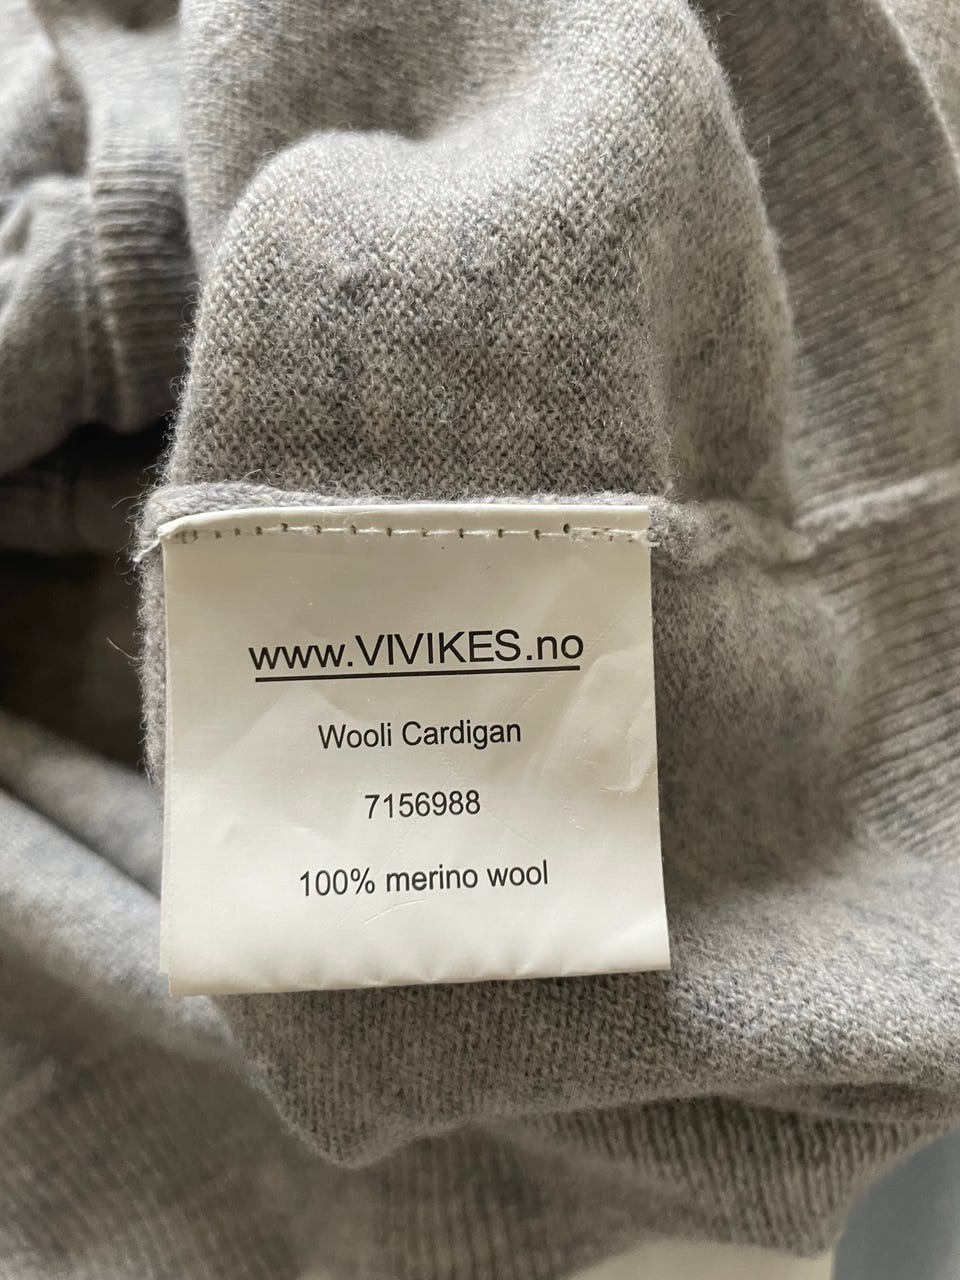 www.VIVIKES.no
Wooli Cardigan
7156988
100% merino wool